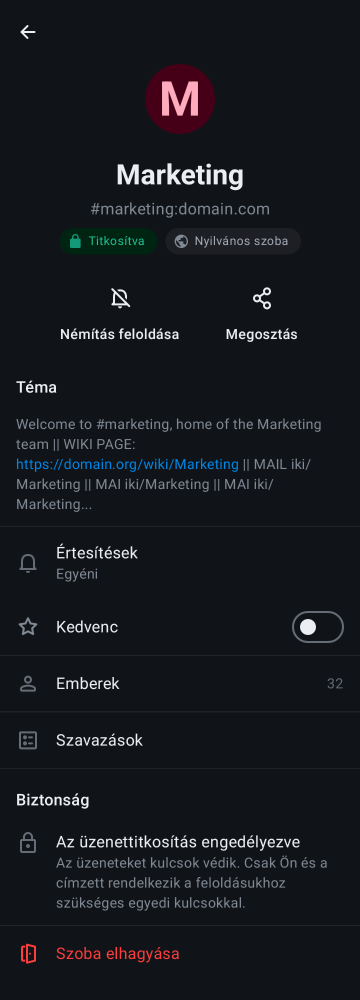 M
Marketing
#marketing:domain.com
Titkosítva
Nyilvános szoba
Némítás feloldása
Megosztás
Téma
Welcome to #marketing, home of the Marketing
team || WIKI PAGE:
https://domain.org/wiki/Marketing || MAIL iki/
Marketing || MAI iki/Marketing || MAI iki/
Marketing...
Értesítések
Egyéni
Kedvenc
Emberek 32
Szavazások
Biztonság
Az üzenettitkosítás engedélyezve
Az üzeneteket kulcsok védik. Csak Ön és a
címzett rendelkezik a feloldásukhoz
szükséges egyedi kulcsokkal.
Szoba elhagyása